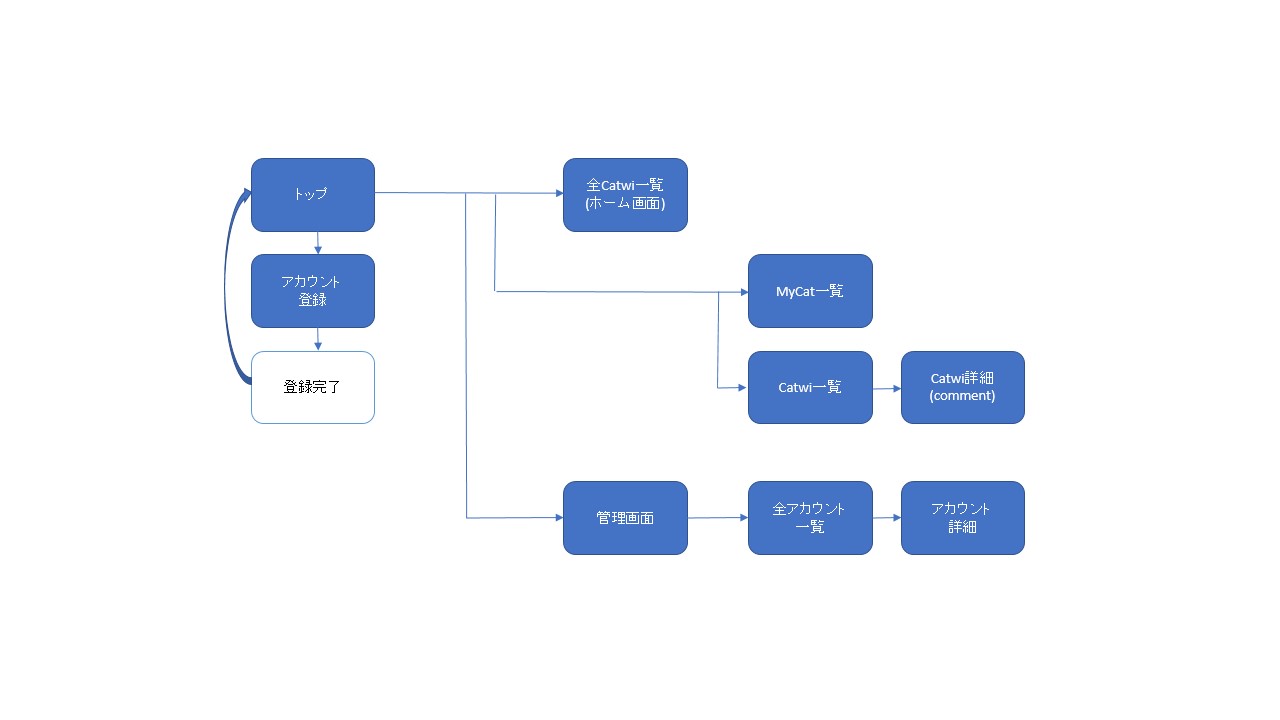 トップ
全Catwi一覧
(ホーム画面)
アカウント
登録
MyCat一覧
登録完了
Catwi一覧
Catwi詳細
(comment)
管理画面
全アカウント
一覧
アカウント
詳細